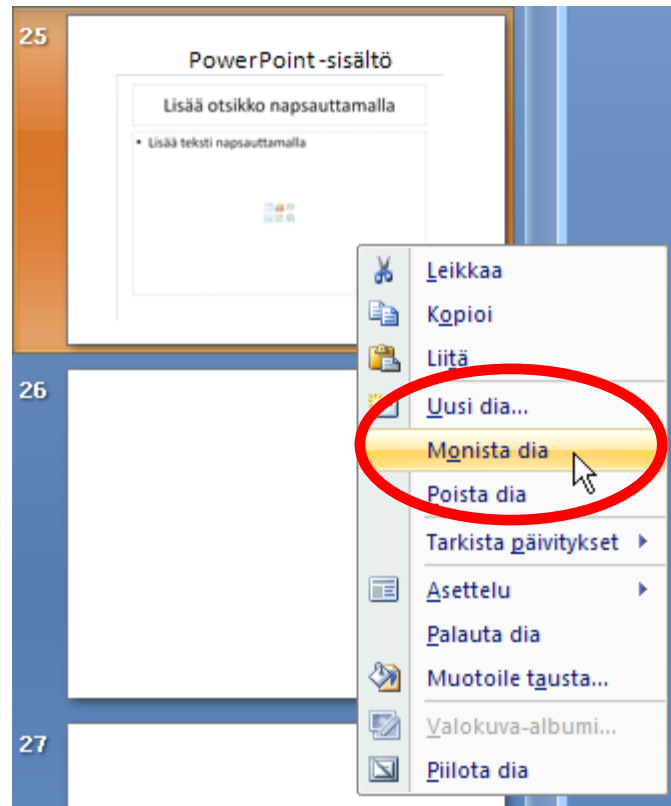 25
PowerPoint-sisältö
Lisää otsikko napsauttamalla
• Lisää teksti napsauttamalla
Leikkaa
Kopioi
Liitä
26
Uusi dia...
Monista dia
Poista dia
Tarkista päivitykset
Asettelu
Palauta dia
Muotoile tausta...
Valokuva-albumi...
27
Piilota dia